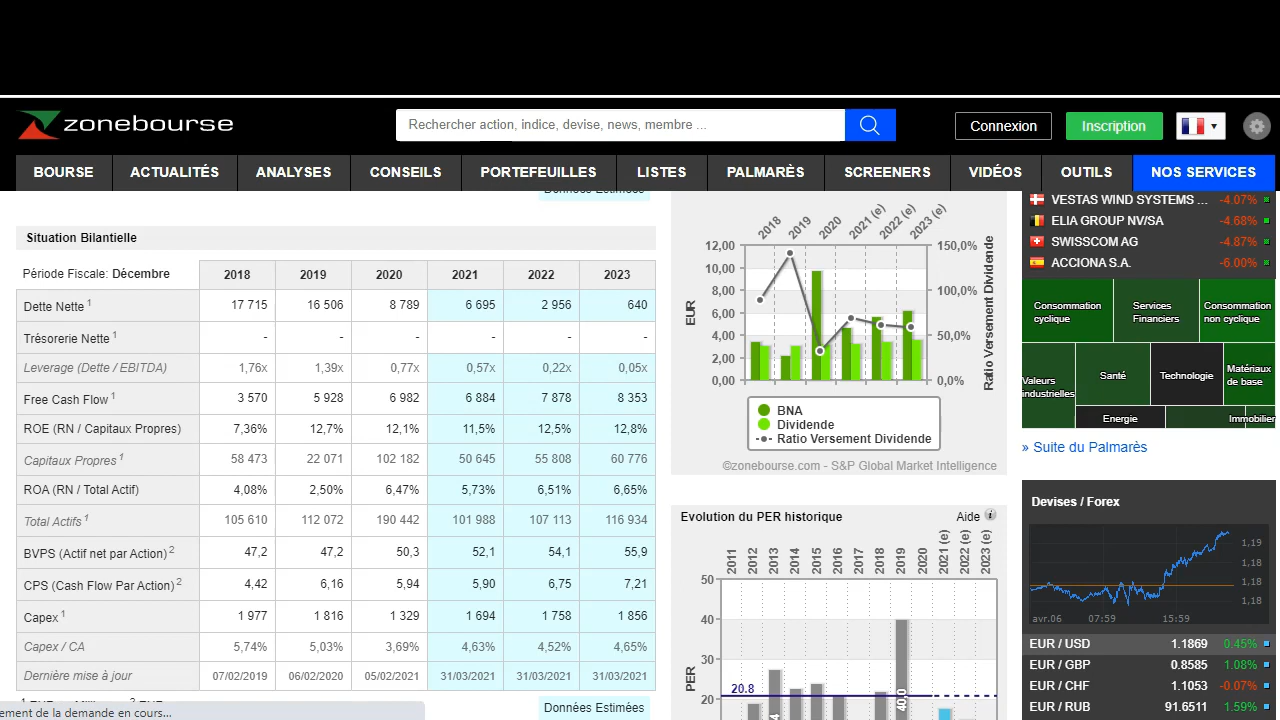 zonebourse
Rechercher action, indice, devise, news, membre ...
Connexion
Inscription
BOURSE ACTUALITÉS ANALYSES CONSEILS PORTEFEUILLES LISTES PALMARÈS SCREENERS VIDÉOS OUTILS NOS SERVICES
Données Estimées
Situation Bilantielle
Période Fiscale: Décembre 2018 2019 2020 2021 2022 2023
Dette Nette 1 17 715 16 506 8 789 6 695 2 956 640
Trésorerie Nette 1 - - - - - -
Leverage (Dette / EBITDA) 1,76x 1,39x 0,77x 0,57x 0,22x 0,05x
Free Cash Flow 1 3 570 5 928 6 982 6 884 7 878 8 353
ROE (RN / Capitaux Propres) 7,36% 12,7% 12,1% 11,5% 12,5% 12,8%
Capitaux Propres 1 58 473 22 071 102 182 50 645 55 808 60 776
ROA (RN / Total Actif) 4,08% 2,50% 6,47% 5,73% 6,51% 6,65%
Total Actifs 1 105 610 112 072 190 442 101 988 107 113 116 934
BVPS (Actif net par Action) 2 47,2 47,2 50,3 52,1 54,1 55,9
CPS (Cash Flow Par Action) 2 4,42 6,16 5,94 5,90 6,75 7,21
Capex 1 1 977 1 816 1 329 1 694 1 758 1 856
Capex / CA 5,74% 5,03% 3,69% 4,63% 4,52% 4,65%
Dernière mise à jour 07/02/2019 06/02/2020 05/02/2021 31/03/2021 31/03/2021 31/03/2021
ement de la demande en cours...
Données Estimées
2018 2019 2020 2021 (e) 2022 (e) 2023 (e)
12,00 150,0%
10,00
8,00 100,0%
6,00
4,00 50,0%
2,00
0,00 0,0%
EUR
Ratio Versement Dividende
BNA
Dividende
Ratio Versement Dividende
©zonebourse.com - S&P Global Market Intelligence
Evolution du PER historique
Aide i
2011 2012 2013 2014 2015 2016 2017 2018 2019 2020 2021 (e) 2022 (e) 2023 (e)
50
40
30
20
PER
20.8
40.0
VESTAS WIND SYSTEMS ... -4.07%
ELIA GROUP NV/SA -4.68%
SWISSCOM AG -4.87%
ACCIONA S.A. -6.00%
Consommation
cyclique
Services
Financiers
Consommation
non cyclique
Valeurs
industrielles
Santé
Technologie
Matériaux
de base
Energie
Immobilier
» Suite du Palmarès
Devises / Forex
1,19
1,18
1,18
1,18
avr.06 07:59 15:59
EUR / USD 1.1869 0.45%
EUR / GBP 0.8585 1.08%
EUR / CHF 1.1053 -0.07%
EUR / RUB 91.6511 1.59%